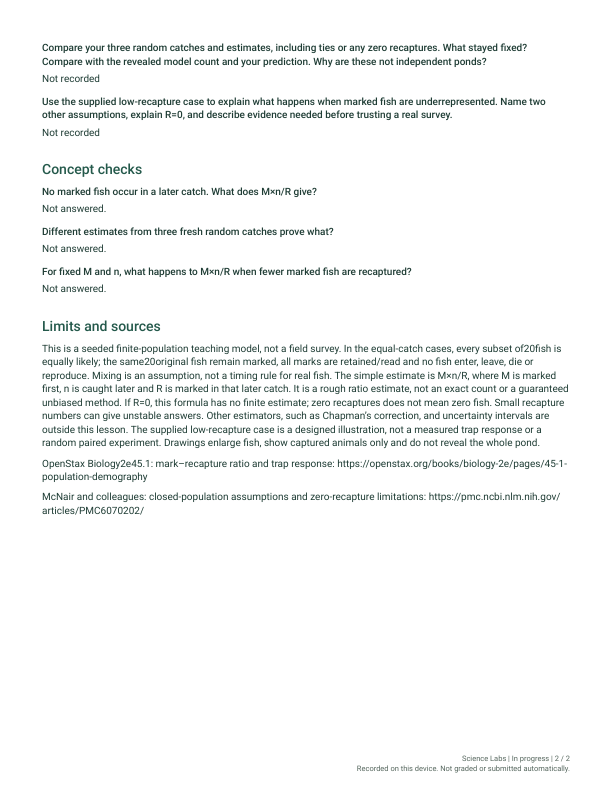 Compare your three random catches and estimates, including ties or any zero recaptures. What stayed fixed?
Compare with the revealed model count and your prediction. Why are these not independent ponds?
Not recorded
Use the supplied low-recapture case to explain what happens when marked fish are underrepresented. Name two
other assumptions, explain R=0, and describe evidence needed before trusting a real survey.
Not recorded
Concept checks
No marked fish occur in a later catch. What does M×n/R give?
Not answered.
Different estimates from three fresh random catches prove what?
Not answered.
For fixed M and n, what happens to M×n/R when fewer marked fish are recaptured?
Not answered.
Limits and sources
This is a seeded finite-population teaching model, not a field survey. In the equal-catch cases, every subset of20fish is
equally likely; the same20original fish remain marked, all marks are retained/read and no fish enter, leave, die or
reproduce. Mixing is an assumption, not a timing rule for real fish. The simple estimate is M×n/R, where M is marked
first, n is caught later and R is marked in that later catch. It is a rough ratio estimate, not an exact count or a guaranteed
unbiased method. If R=0, this formula has no finite estimate; zero recaptures does not mean zero fish. Small recapture
numbers can give unstable answers. Other estimators, such as Chapman's correction, and uncertainty intervals are
outside this lesson. The supplied low-recapture case is a designed illustration, not a measured trap response or a
random paired experiment. Drawings enlarge fish, show captured animals only and do not reveal the whole pond.
OpenStax Biology2e45.1: mark–recapture ratio and trap response: https://openstax.org/books/biology-2e/pages/45-1-
population-demography
McNair and colleagues: closed-population assumptions and zero-recapture limitations: https://pmc.ncbi.nlm.nih.gov/
articles/PMC6070202/
Science Labs | In progress | 2 / 2
Recorded on this device. Not graded or submitted automatically.